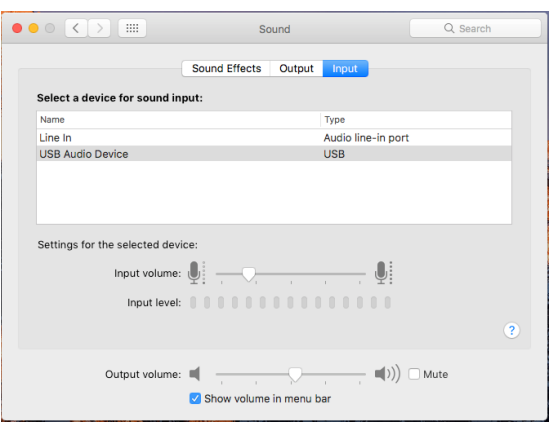 Sound
Search
Sound Effects Output Input
Select a device for sound input:
Name Type
Line In Audio line-in port
USB Audio Device USB
Settings for the selected device:
Input volume:
Input level:
?
Output volume: Mute
Show volume in menu bar